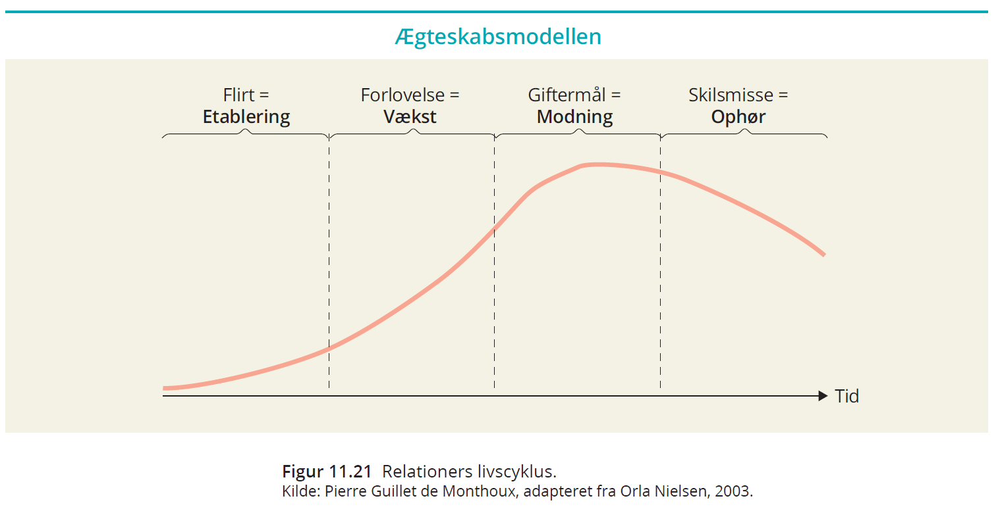 Ægteskabsmodellen
Flirt =
Etablering
Forlovelse =
Vækst
Giftermål =
Modning
Skilsmisse =
Ophør
Tid
Figur 11.21 Relationers livscyklus.
Kilde: Pierre Guillet de Monthoux, adapteret fra Orla Nielsen, 2003.